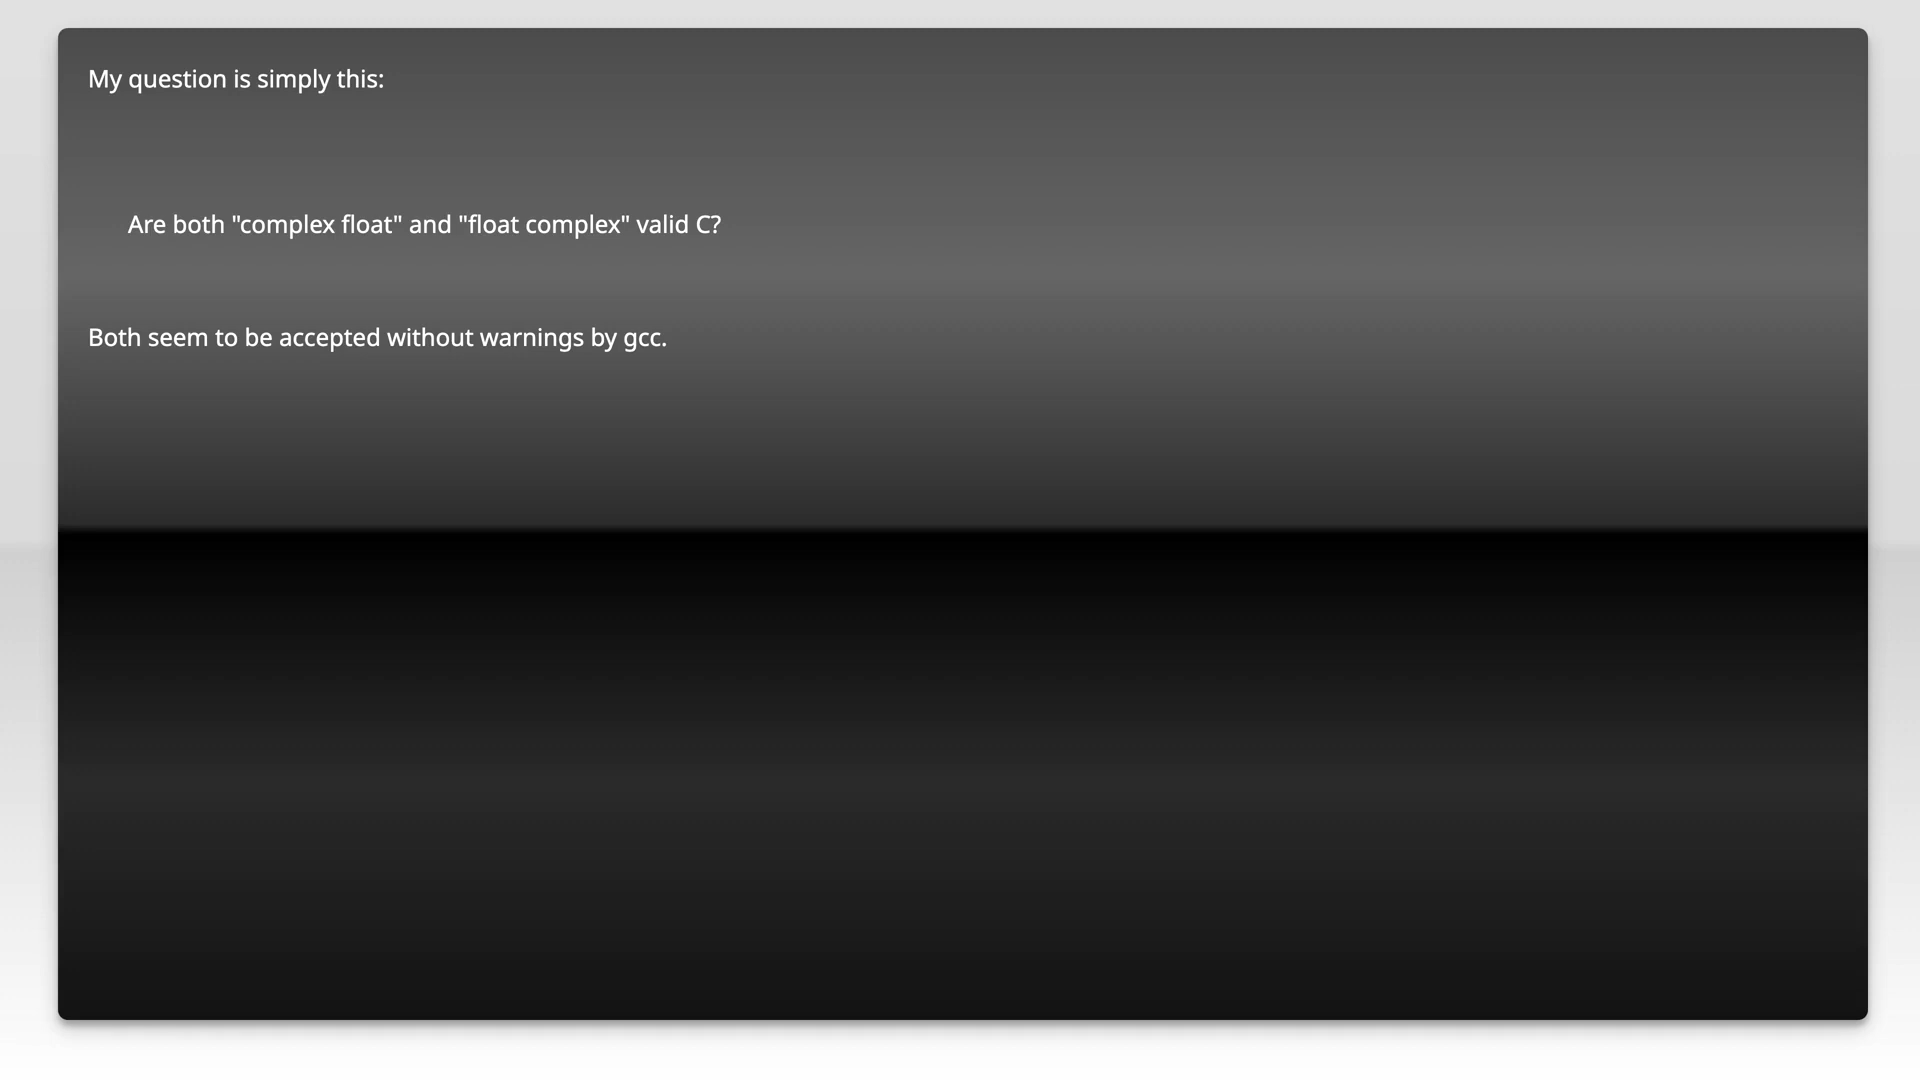 My question is simply this:
Are both "complex float" and "float complex" valid C?
Both seem to be accepted without warnings by gcc.